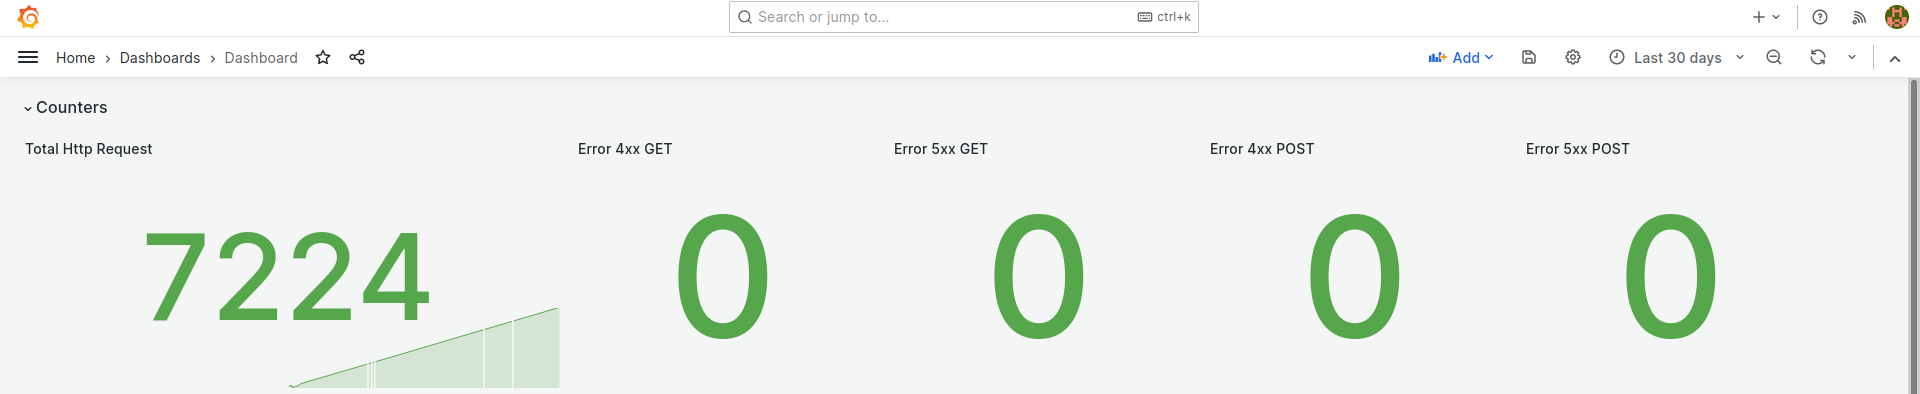 Search or jump to... ctrl+k
Home › Dashboards › Dashboard Add Last 30 days
Counters
Total Http Request Error 4xx GET Error 5xx GET Error 4xx POST Error 5xx POST
7224 0 0 0 0